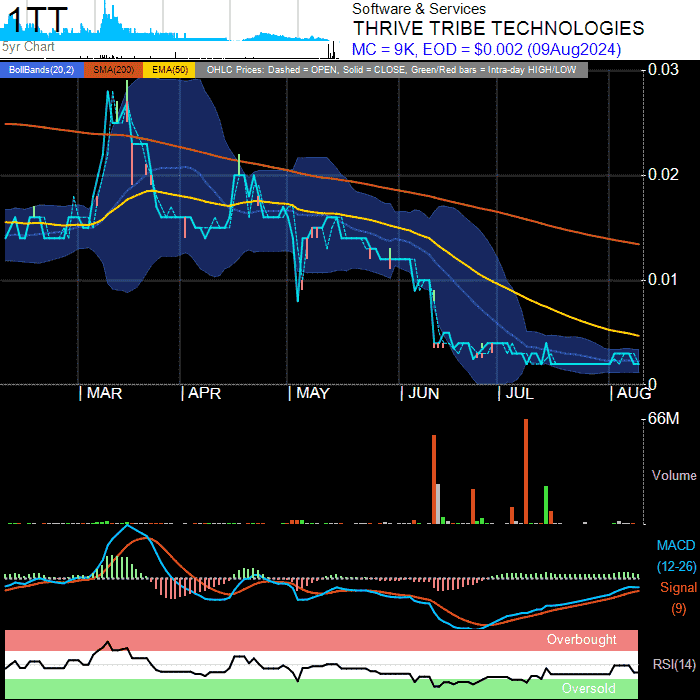 1TT
Software & Services
THRIVE TRIBE TECHNOLOGIES
5yr Chart
MC = 9K, EOD = $0.002 (09Aug2024)
BollBands(20,2) SMA(200) EMA(50) OHLC Prices: Dashed = OPEN, Solid = CLOSE, Green/Red bars = Intra-day HIGH/LOW
0.03
0.02
0.01
0
| MAR | APR | MAY | JUN | JUL | AUG
66M
Volume
MACD
(12-26)
Signal
(9)
Overbought
RSI(14)
Oversold